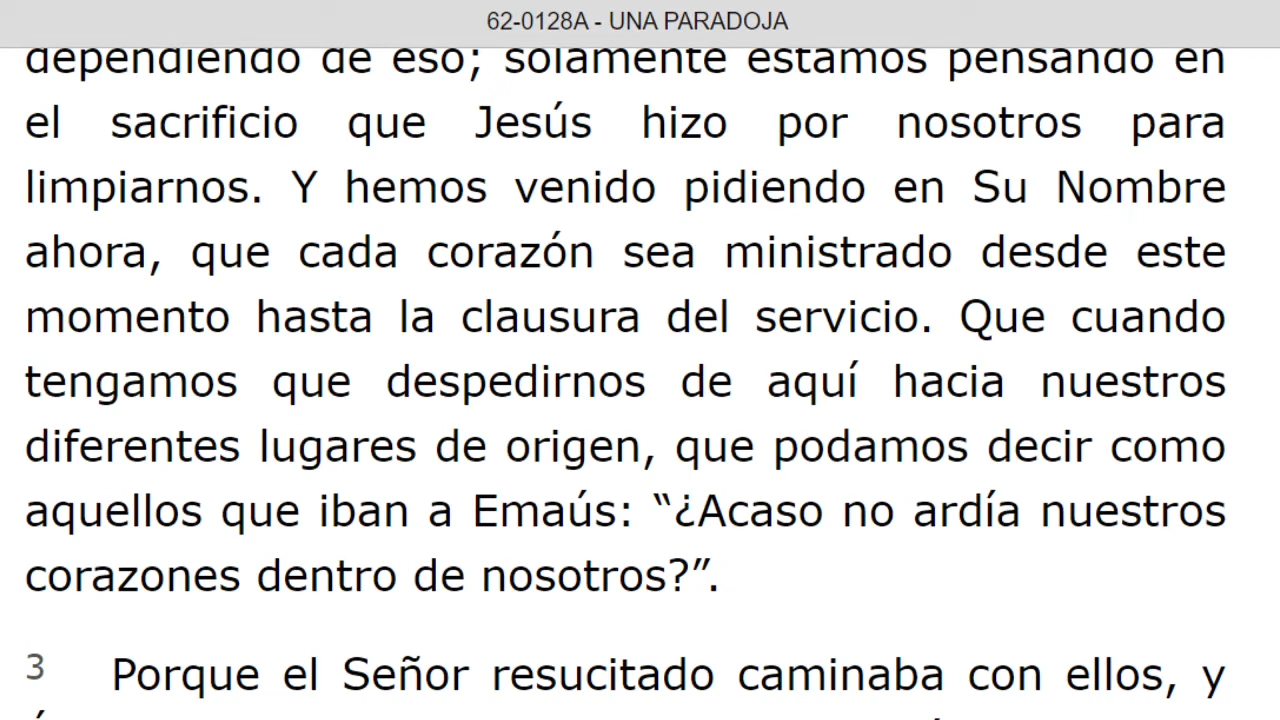 62-0128A - UNA PARADOJA
dependiendo de eso; solamente estamos pensando en
el sacrificio que Jesús hizo por nosotros para
limpiarnos. Y hemos venido pidiendo en Su Nombre
ahora, que cada corazón sea ministrado desde este
momento hasta la clausura del servicio. Que cuando
tengamos que despedirnos de aquí hacia nuestros
diferentes lugares de origen, que podamos decir como
aquellos que iban a Emaús: “¿Acaso no ardía nuestros
corazones dentro de nosotros?”.
3 Porque el Señor resucitado caminaba con ellos, y